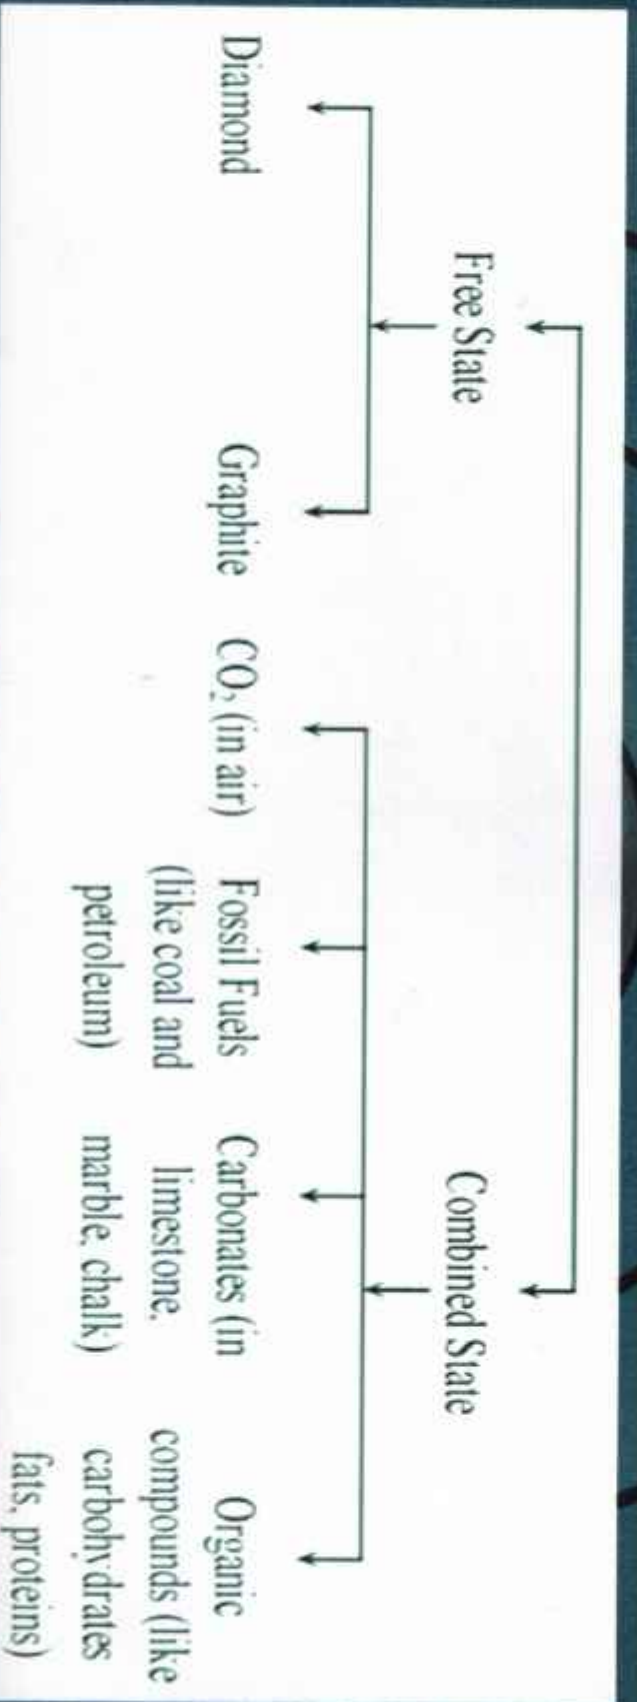 Free State
Combined State
Diamond
Graphite
CO₂ (in air)
Fossil Fuels
(like coal and
petroleum)
Carbonates (in
limestone,
marble, chalk)
Organic
compounds (like
carbohydrates
fats, proteins)